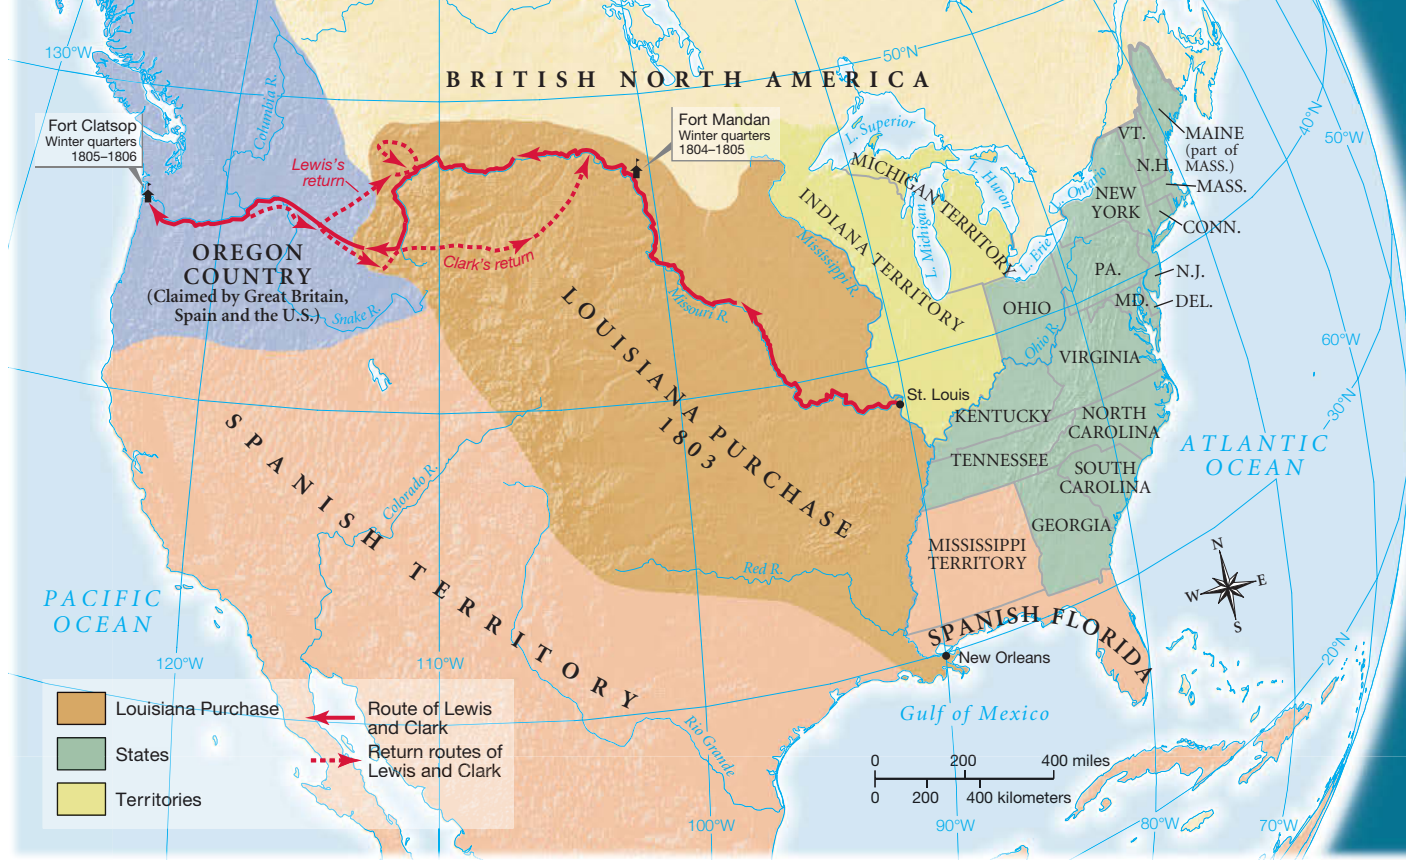 130°W
50°N
40°N
50°W
BRITISH NORTH AMERICA
Columbia R.
Fort Clatsop
Winter quarters
1805–1806
Fort Mandan
Winter quarters
1804–1805
Lewis's
return
Clark's return
OREGON
COUNTRY
(Claimed by Great Britain,
Spain and the U.S.)
Snake R.
L. Superior
L. Huron
L. Michigan
L. Ontario
L. Erie
MICHIGAN TERRITORY
INDIANA TERRITORY
Mississippi R.
Missouri R.
VT.
MAINE
(part of
MASS.)
N.H.
MASS.
NEW
YORK
CONN.
PA.
N.J.
MD.
DEL.
OHIO
Ohio R.
VIRGINIA
60°W
30°N
St. Louis
KENTUCKY
NORTH
CAROLINA
TENNESSEE
SOUTH
CAROLINA
GEORGIA
ATLANTIC
OCEAN
LOUISIANA PURCHASE
1803
SPANISH TERRITORY
Colorado R.
Red R.
MISSISSIPPI
TERRITORY
SPANISH FLORIDA
New Orleans
N
E
W
S
PACIFIC
OCEAN
120°W
110°W
20°N
Rio Grande
Gulf of Mexico
Louisiana Purchase
States
Territories
Route of Lewis
and Clark
Return routes of
Lewis and Clark
0 200 400 miles
0 200 400 kilometers
100°W
90°W
80°W
70°W